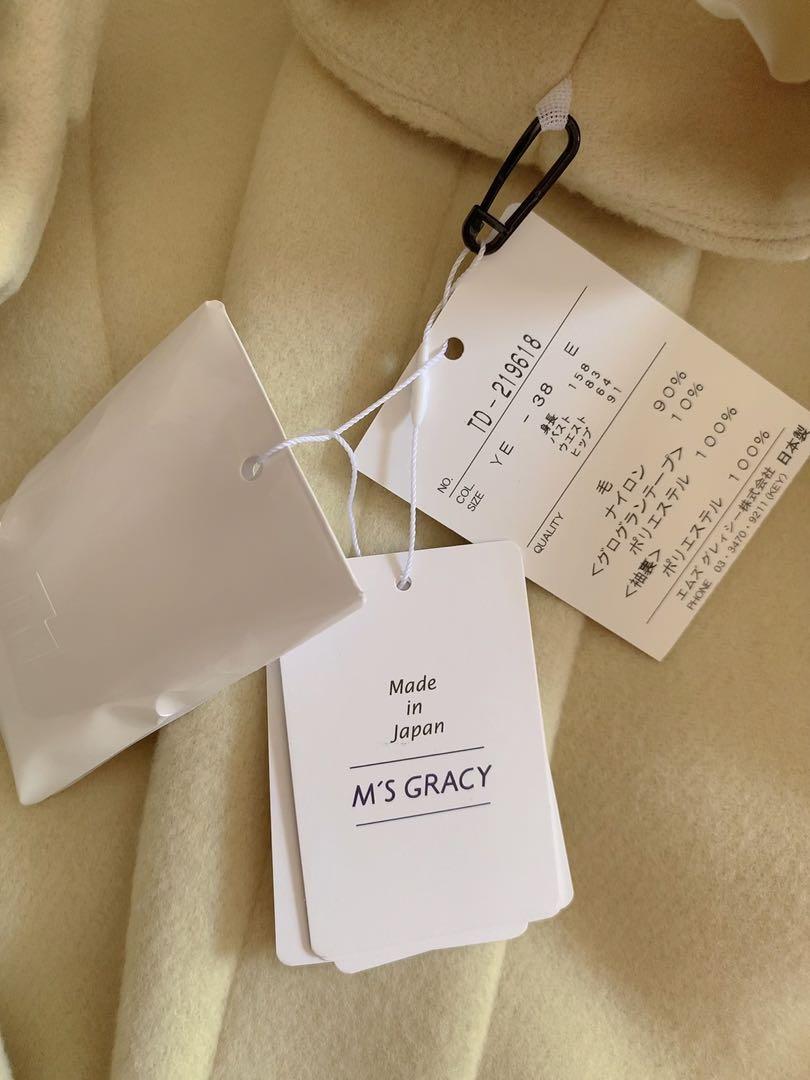 NO. TD-219618
COL YE - 38 E
SIZE 身長 158
バスト 83
ウエスト 64
ヒップ 91
QUALITY
毛 90%
ナイロン 10%
<グログランテープ>
ポリエステル 100%
<袖裏>
ポリエステル 100%
エムズグレィシー株式会社
PHONE 03・3470・9211(KEY) 日本製
Made
in
Japan
M'S GRACY